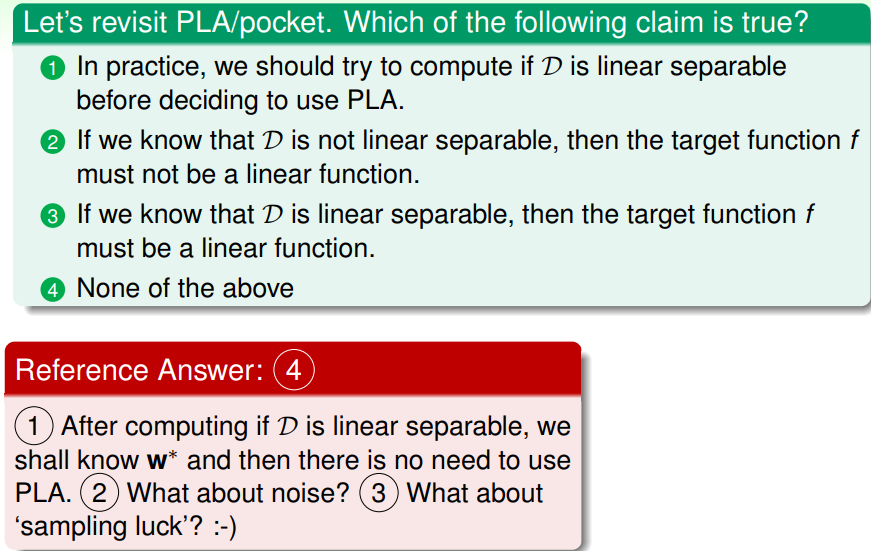 Let's revisit PLA/pocket. Which of the following claim is true?
1 In practice, we should try to compute if D is linear separable
before deciding to use PLA.
2 If we know that D is not linear separable, then the target function f
must not be a linear function.
3 If we know that D is linear separable, then the target function f
must be a linear function.
4 None of the above
Reference Answer: 4
1 After computing if D is linear separable, we
shall know w* and then there is no need to use
PLA. 2 What about noise? 3 What about
‘sampling luck’? :-)